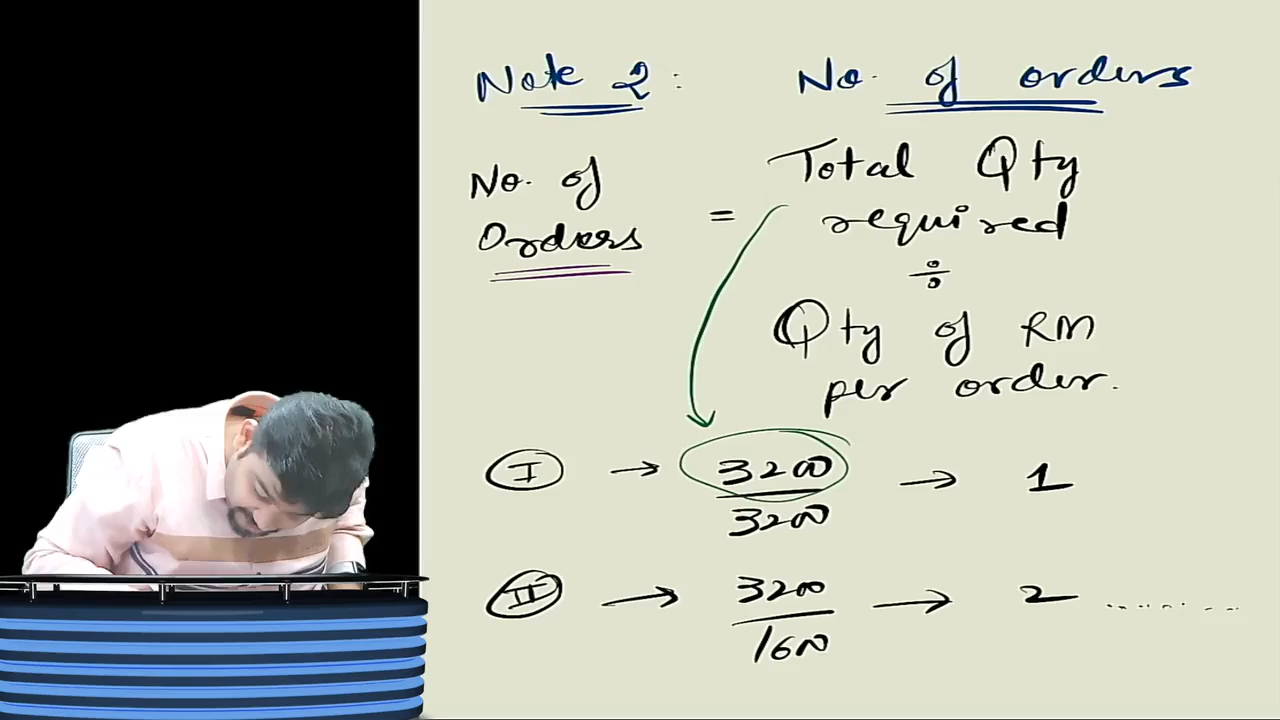 Note 2: No. of orders
No. of Orders = Total Qty required
÷
Qty of RM per order.
I → 3200 / 3200 → 1
II → 3200 / 1600 → 2 ..........